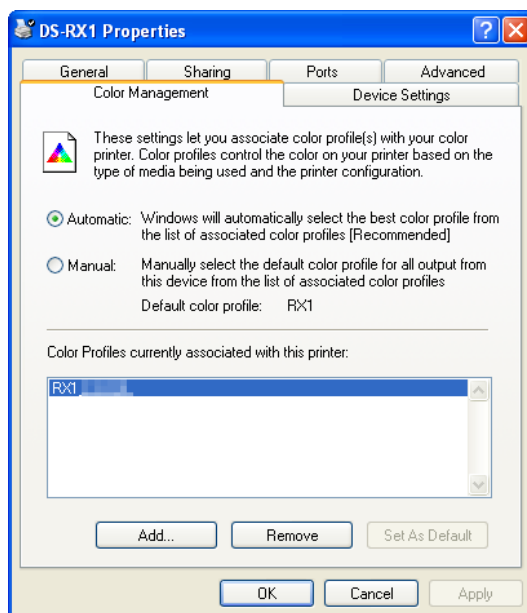 DS-RX1 Properties
General Sharing Ports Advanced
Color Management Device Settings
These settings let you associate color profile(s) with your color
printer. Color profiles control the color on your printer based on the
type of media being used and the printer configuration.
Automatic: Windows will automatically select the best color profile from
the list of associated color profiles [Recommended]
Manual: Manually select the default color profile for all output from
this device from the list of associated color profiles
Default color profile: RX1
Color Profiles currently associated with this printer:
RX1
Add... Remove Set As Default
OK Cancel Apply